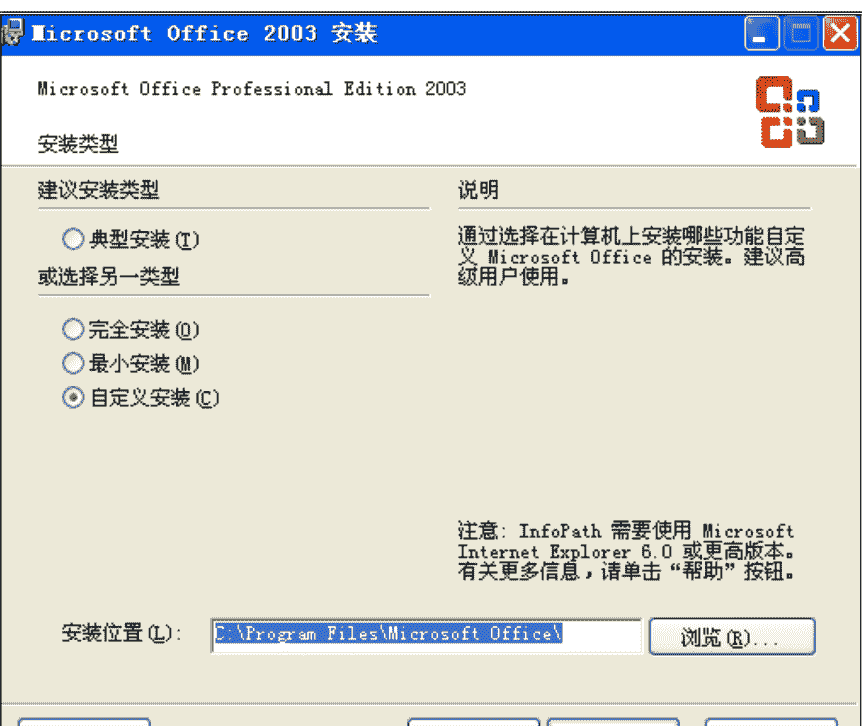 Microsoft Office 2003 安装
Microsoft Office Professional Edition 2003
安装类型
建议安装类型
典型安装(T)
或选择另一类型
完全安装(O)
最小安装(M)
自定义安装(C)
说明
通过选择在计算机上安装哪些功能自定
义 Microsoft Office 的安装。建议高
级用户使用。
注意: InfoPath 需要使用 Microsoft
Internet Explorer 6.0 或更高版本。
有关更多信息，请单击“帮助”按钮。
安装位置(L):
C:\Program Files\Microsoft Office\
浏览(R)...